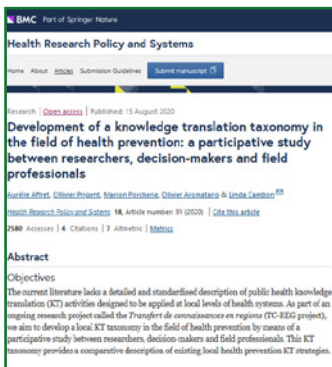 BMC Part of Springer Nature
Health Research Policy and Systems
Home About Articles Submission Guidelines Submit manuscript
Research | Open access | Published: 15 August 2020
Development of a knowledge translation taxonomy in
the field of health prevention: a participative study
between researchers, decision-makers and field
professionals
Aurélie Affret, Ollivier Prigent, Marion Porcherie, Olivier Aromatario & Linda Cambon
Health Research Policy and Systems 18, Article number: 91 (2020) | Cite this article
2580 Accesses | 4 Citations | 7 Altmetric | Metrics
Abstract
Objectives
The current literature lacks a detailed and standardised description of public health knowledge
translation (KT) activities designed to be applied at local levels of health systems. As part of an
ongoing research project called the Transfert de connaissances en regions (TC-REG project),
we aim to develop a local KT taxonomy in the field of health prevention by means of a
participative study between researchers, decision-makers and field professionals. This KT
taxonomy provides a comparative description of existing local health prevention KT strategies.